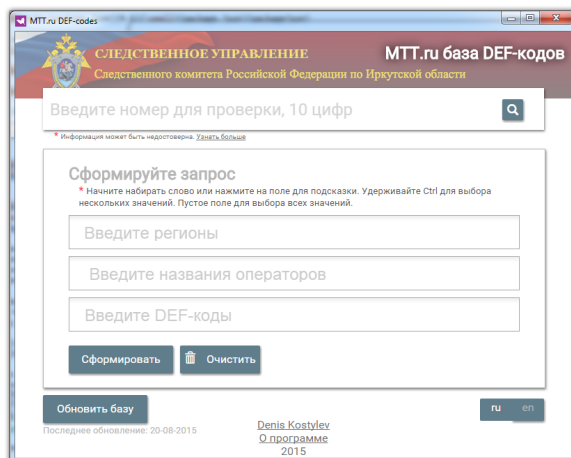 MTT.ru DEF-codes
СЛЕДСТВЕННОЕ УПРАВЛЕНИЕ
Следственного комитета Российской Федерации по Иркутской области
MTT.ru база DEF-кодов
Введите номер для проверки, 10 цифр
* Информация может быть недостоверна. Узнать больше
Сформируйте запрос
* Начните набирать слово или нажмите на поле для подсказки. Удерживайте Ctrl для выбора
нескольких значений. Пустое поле для выбора всех значений.
Введите регионы
Введите названия операторов
Введите DEF-коды
Сформировать
Очистить
Обновить базу
ru
en
Последнее обновление: 20-08-2015
Denis Kostylev
О программе
2015